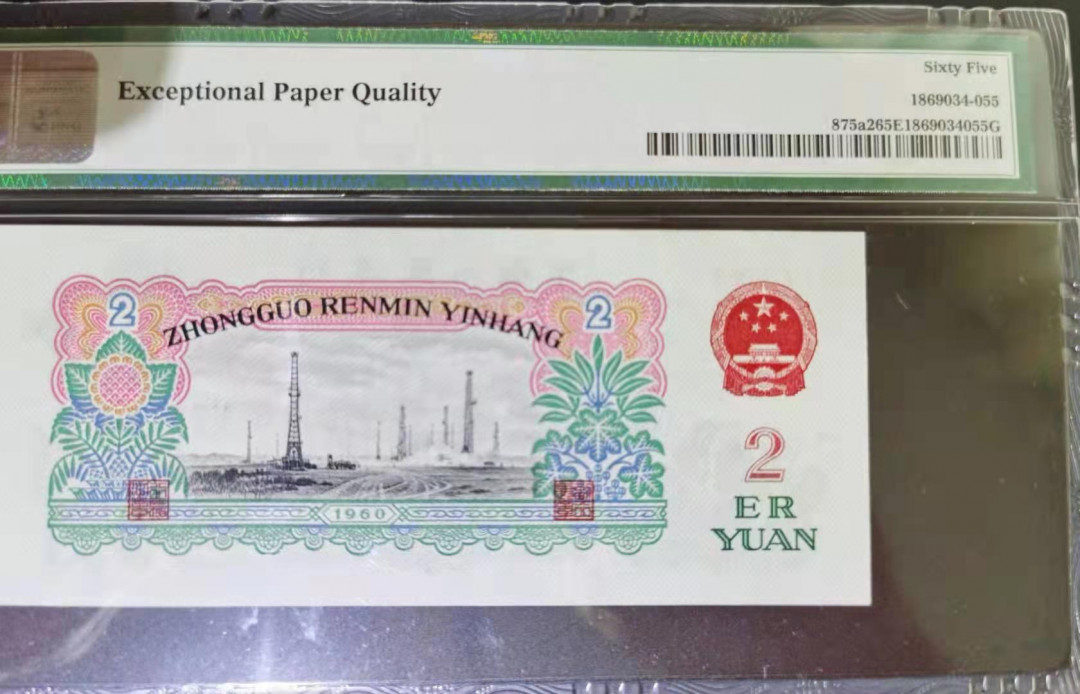 Sixty Five
Exceptional Paper Quality
1869034-055
875a265E1869034055G
2
2
ZHONGGUO RENMIN YINHANG
1960
2
ER
YUAN